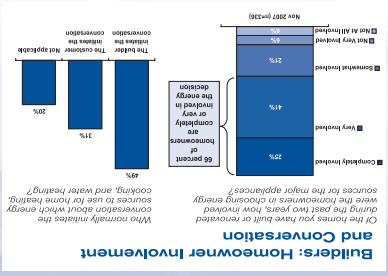 Builders: Homeowner Involvement
and Conversation
Of the homes you have built or renovated
during the past two years, how involved
were the homeowners in choosing energy
sources for the major appliances?
Completely Involved
25%
Very Involved
41%
Somewhat Involved
21%
Not Very Involved
6%
Not At All Involved
6%
Nov 2007 (n=336)
66 percent
of
homeowners
are
completely
or very
involved in
the energy
decision
Who normally initiates the
conversation about which energy
sources to use for home heating,
cooking, and water heating?
49%
31%
20%
The builder
initiates the
conversation
The customer
initiates the
conversation
Not applicable